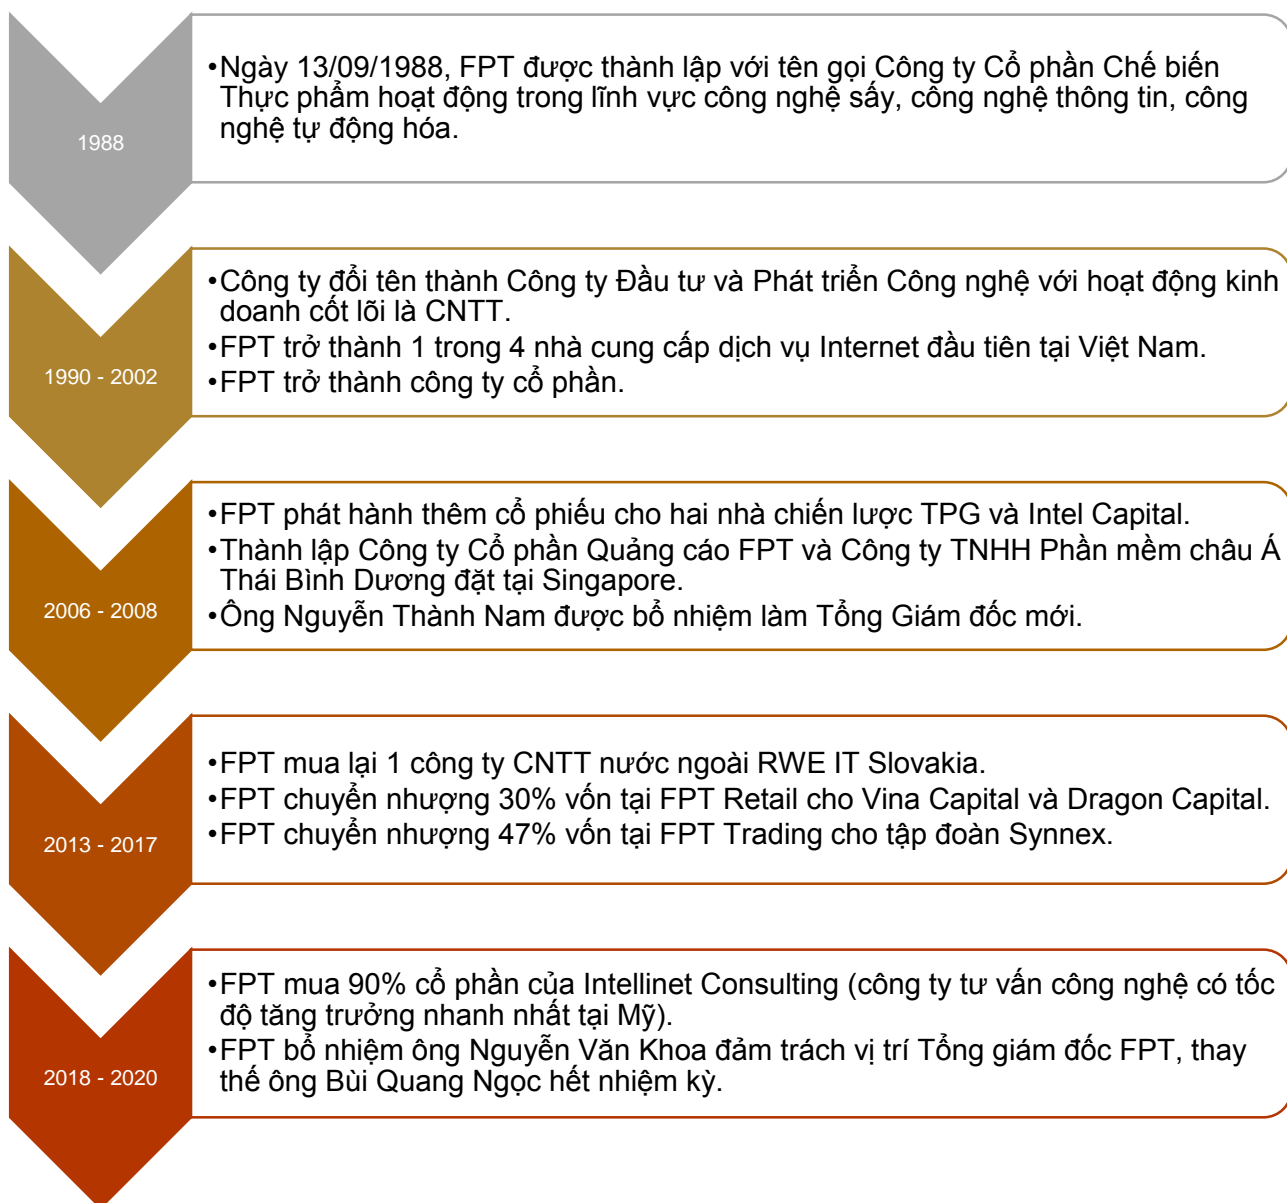 1988
•Ngày 13/09/1988, FPT được thành lập với tên gọi Công ty Cổ phần Chế biến
Thực phẩm hoạt động trong lĩnh vực công nghệ sấy, công nghệ thông tin, công
nghệ tự động hóa.
1990 - 2002
•Công ty đổi tên thành Công ty Đầu tư và Phát triển Công nghệ với hoạt động kinh
doanh cốt lõi là CNTT.
•FPT trở thành 1 trong 4 nhà cung cấp dịch vụ Internet đầu tiên tại Việt Nam.
•FPT trở thành công ty cổ phần.
2006 - 2008
•FPT phát hành thêm cổ phiếu cho hai nhà chiến lược TPG và Intel Capital.
•Thành lập Công ty Cổ phần Quảng cáo FPT và Công ty TNHH Phần mềm châu Á
Thái Bình Dương đặt tại Singapore.
•Ông Nguyễn Thành Nam được bổ nhiệm làm Tổng Giám đốc mới.
2013 - 2017
•FPT mua lại 1 công ty CNTT nước ngoài RWE IT Slovakia.
•FPT chuyển nhượng 30% vốn tại FPT Retail cho Vina Capital và Dragon Capital.
•FPT chuyển nhượng 47% vốn tại FPT Trading cho tập đoàn Synnex.
2018 - 2020
•FPT mua 90% cổ phần của Intellinet Consulting (công ty tư vấn công nghệ có tốc
độ tăng trưởng nhanh nhất tại Mỹ).
•FPT bổ nhiệm ông Nguyễn Văn Khoa đảm trách vị trí Tổng giám đốc FPT, thay
thế ông Bùi Quang Ngọc hết nhiệm kỳ.